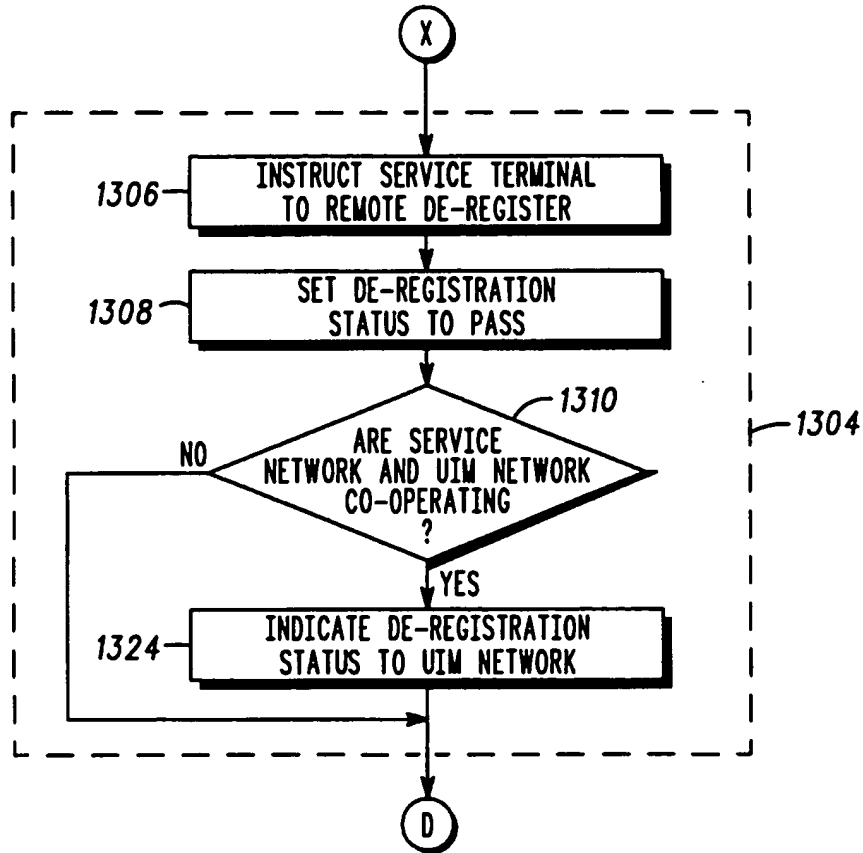 X
INSTRUCT SERVICE TERMINAL
TO REMOTE DE-REGISTER
1306
SET DE-REGISTRATION
STATUS TO PASS
1308
1310
ARE SERVICE
NETWORK AND UIM NETWORK
CO-OPERATING
?
NO
1304
YES
INDICATE DE-REGISTRATION
STATUS TO UIM NETWORK
1324
D